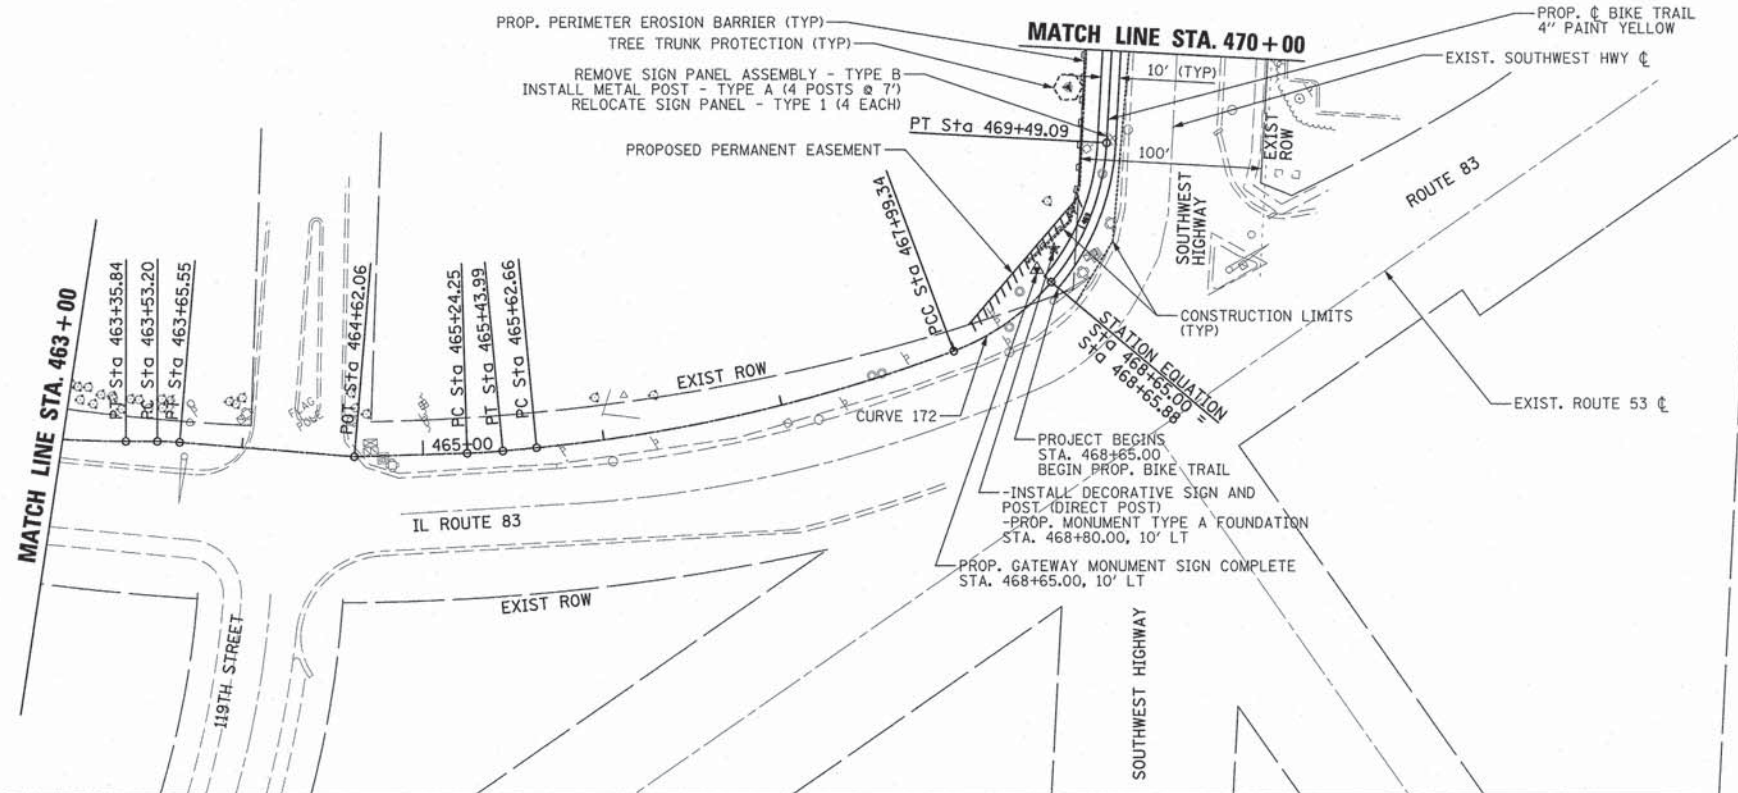 PROP. PERIMETER EROSION BARRIER (TYP)
TREE TRUNK PROTECTION (TYP)
REMOVE SIGN PANEL ASSEMBLY - TYPE B
INSTALL METAL POST - TYPE A (4 POSTS @ 7')
RELOCATE SIGN PANEL - TYPE 1 (4 EACH)
PROPOSED PERMANENT EASEMENT
MATCH LINE STA. 470+00
10' (TYP)
PROP. ℄ BIKE TRAIL
4" PAINT YELLOW
EXIST. SOUTHWEST HWY ℄
PT Sta 469+49.09
100'
EXIST
ROW
SOUTHWEST
HIGHWAY
ROUTE 83
PCC Sta 467+99.34
MATCH LINE STA. 463+00
Sta 463+35.84
PC Sta 463+53.20
Sta 463+65.55
POT Sta 464+62.06
PC Sta 465+24.25
PT Sta 465+43.99
PC Sta 465+62.66
FLAG
POLE
465+00
EXIST ROW
CURVE 172
CONSTRUCTION LIMITS
(TYP)
STATION EQUATION
Sta 468+65.00 =
Sta 468+65.88
EXIST. ROUTE 53 ℄
PROJECT BEGINS
STA. 468+65.00
BEGIN PROP. BIKE TRAIL
-INSTALL DECORATIVE SIGN AND
POST (DIRECT POST)
-PROP. MONUMENT TYPE A FOUNDATION
STA. 468+80.00, 10' LT
PROP. GATEWAY MONUMENT SIGN COMPLETE
STA. 468+65.00, 10' LT
IL ROUTE 83
EXIST ROW
119TH STREET
SOUTHWEST HIGHWAY